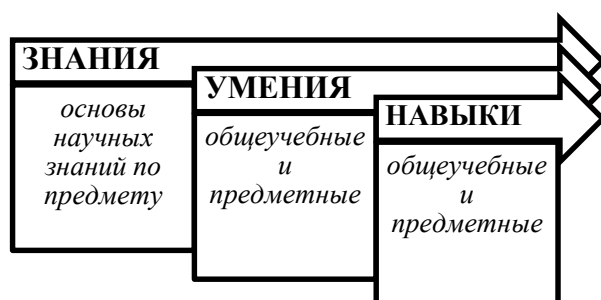 ЗНАНИЯ
основы
научных
знаний по
предмету
УМЕНИЯ
общеучебные
и
предметные
НАВЫКИ
общеучебные
и
предметные